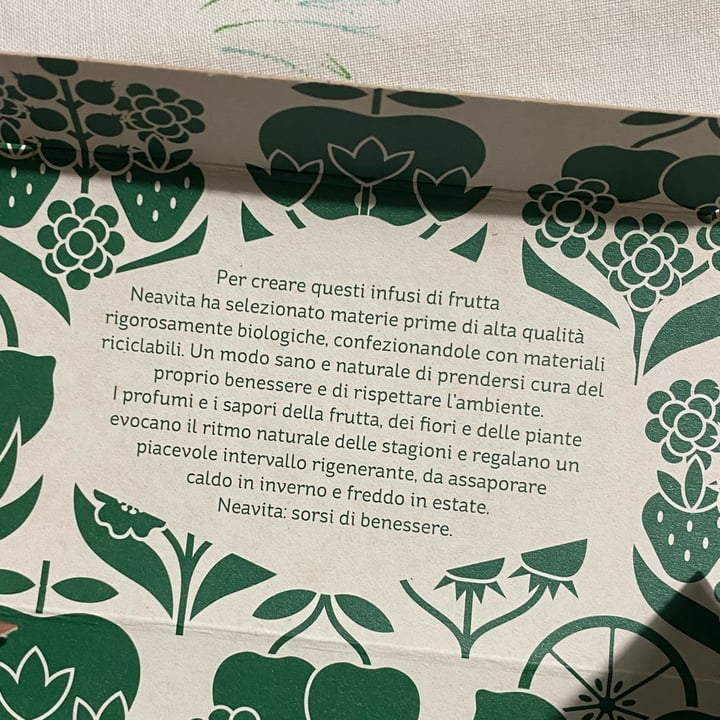 Per creare questi infusi di frutta
Neavita ha selezionato materie prime di alta qualità
rigorosamente biologiche, confezionandole con materiali
riciclabili. Un modo sano e naturale di prendersi cura del
proprio benessere e di rispettare l'ambiente.
I profumi e i sapori della frutta, dei fiori e delle piante
evocano il ritmo naturale delle stagioni e regalano un
piacevole intervallo rigenerante, da assaporare
caldo in inverno e freddo in estate.
Neavita: sorsi di benessere.